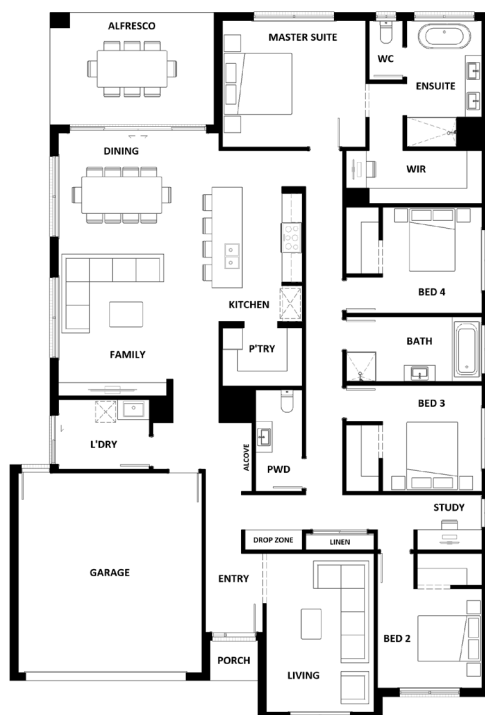 ALFRESCO
MASTER SUITE
WC
ENSUITE
DINING
WIR
BED 4
KITCHEN
BATH
P'TRY
FAMILY
BED 3
L'DRY
ALCOVE
PWD
STUDY
DROP ZONE
LINEN
GARAGE
ENTRY
BED 2
PORCH
LIVING